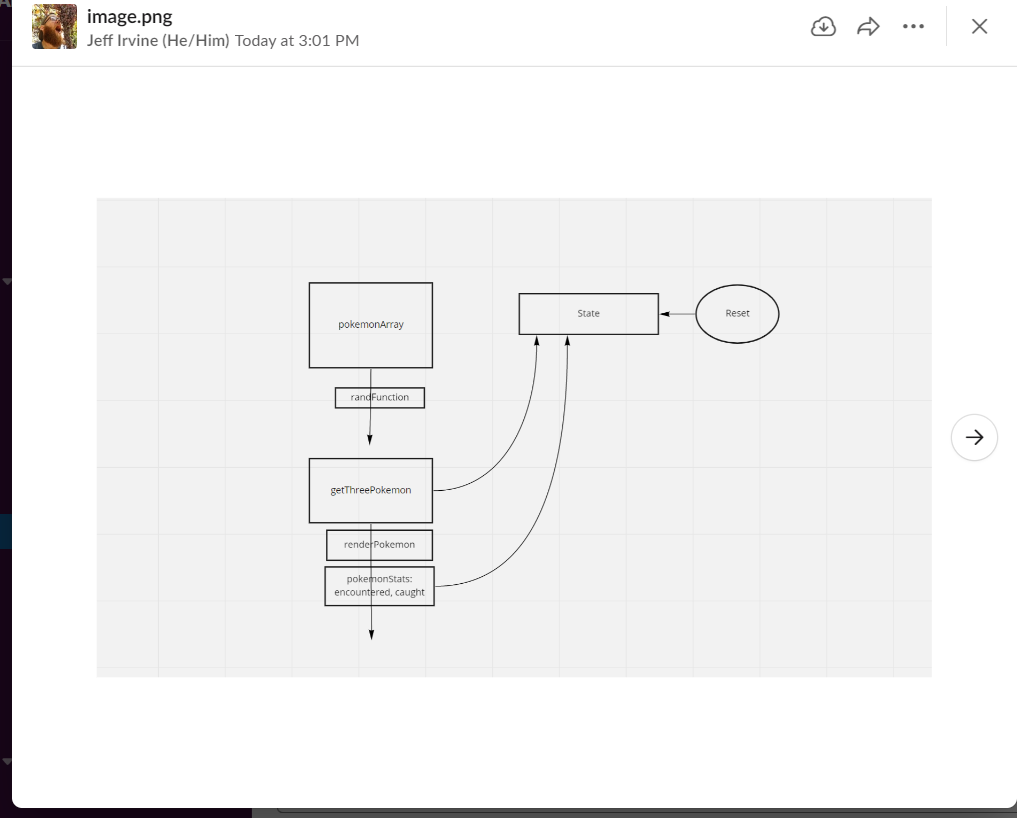 image.png
Jeff Irvine (He/Him) Today at 3:01 PM
pokemonArray
State
Reset
randFunction
getThreePokemon
renderPokemon
pokemonStats:
encountered, caught